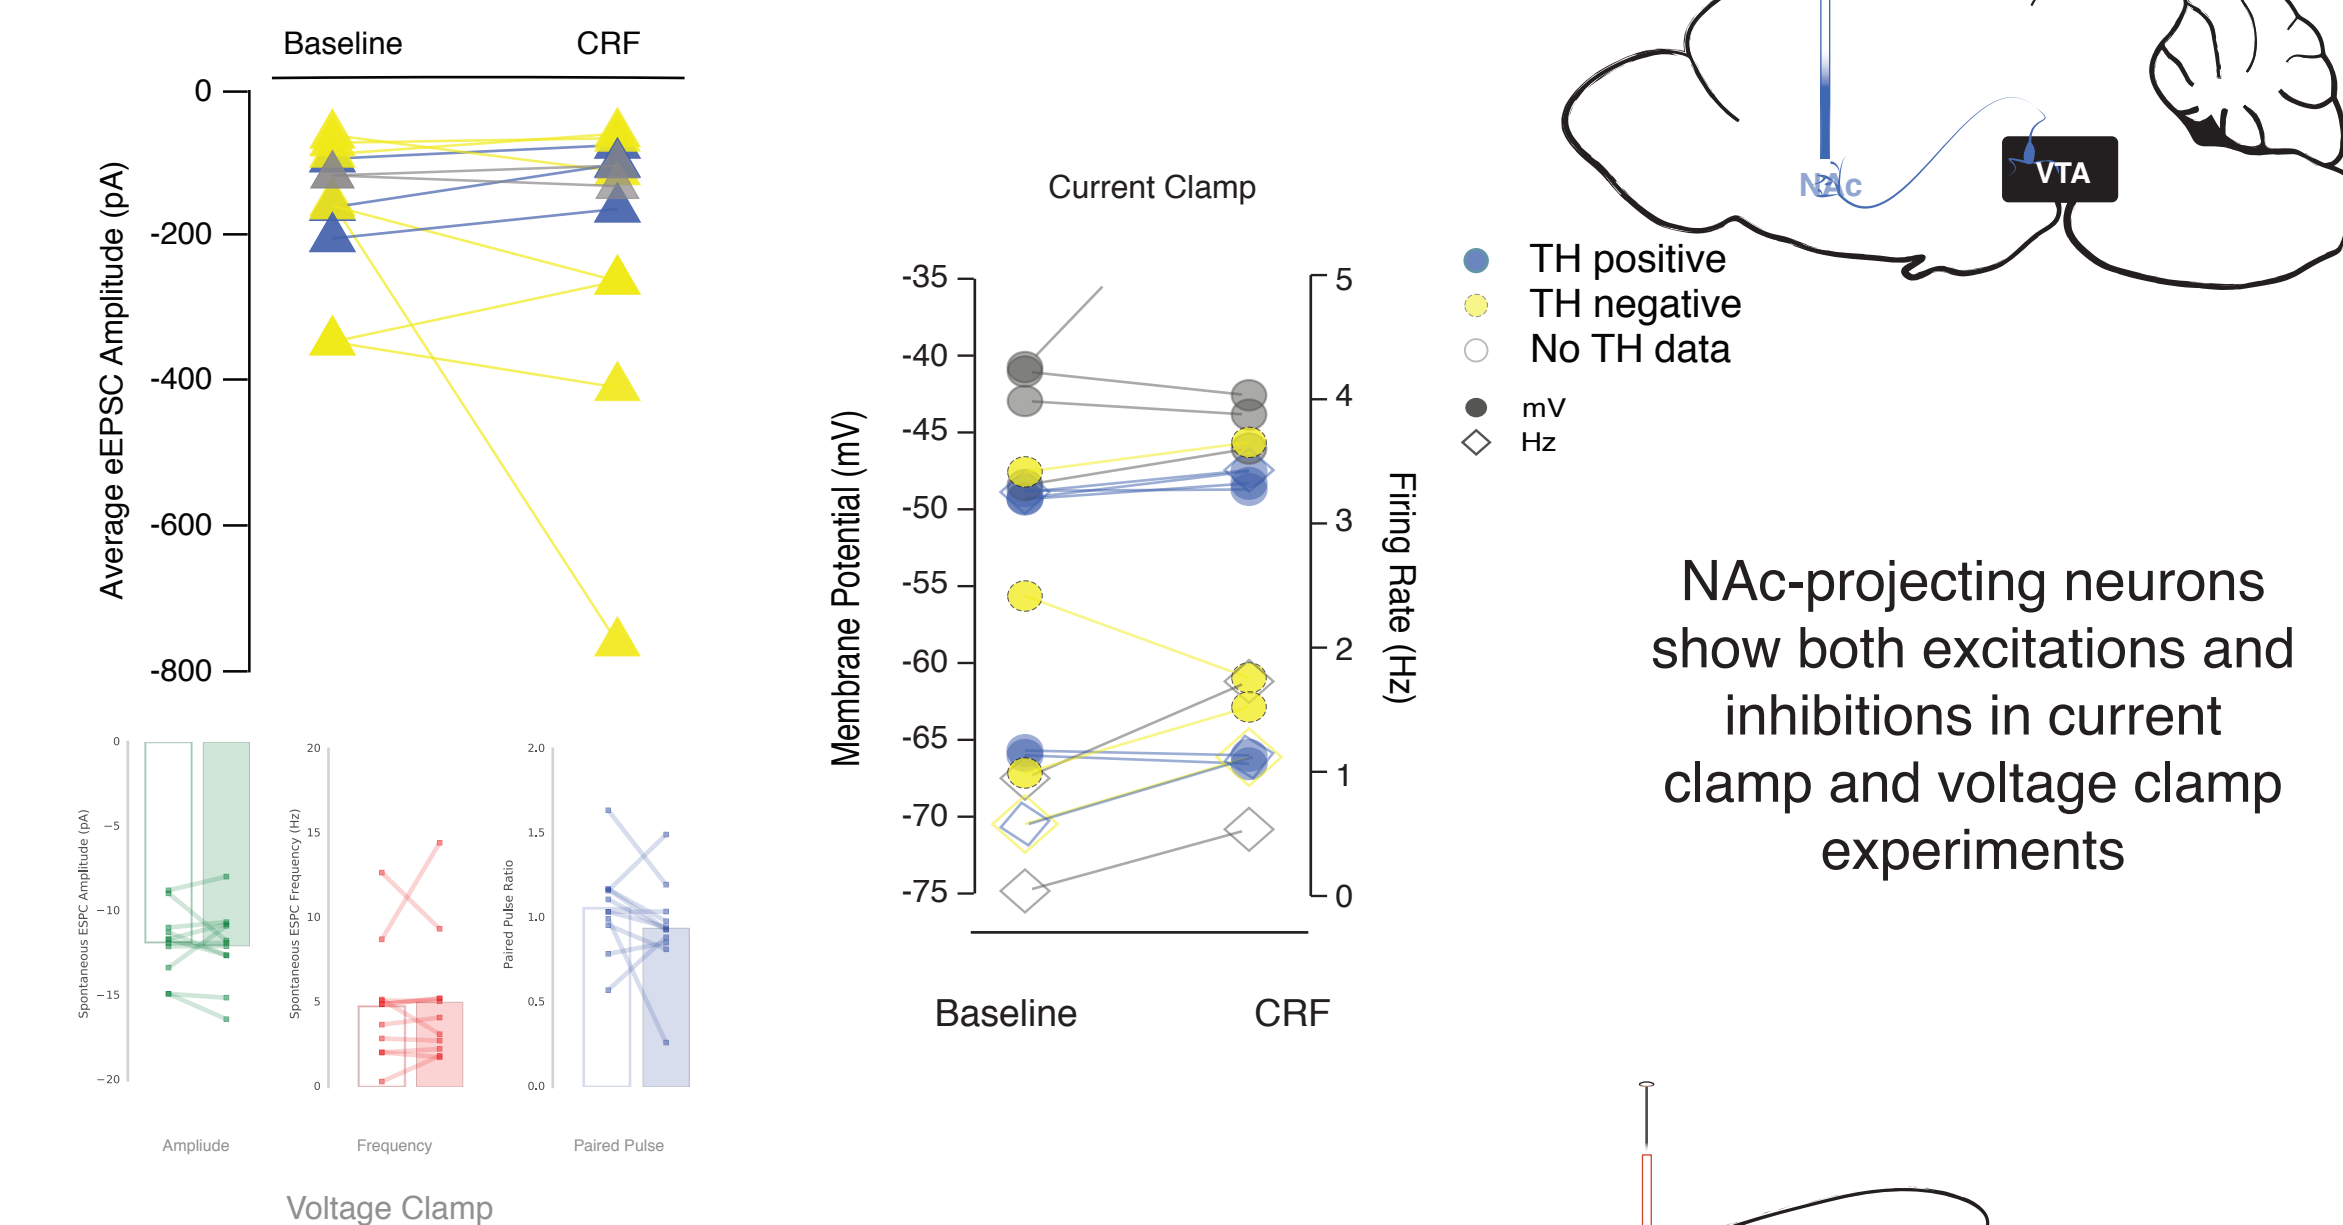 Baseline CRF
0
-200
-400
-600
-800
Average eEPSC Amplitude (pA)
0
−5
−10
−15
−20
Spontaneous ESPC Amplitude (pA)
Ampliude
20
15
10
5
0
Spontaneous ESPC Frequency (Hz)
Frequency
2.0
1.5
1.0
0.5
0.0
Paired Pulse Ratio
Paired Pulse
Voltage Clamp
Current Clamp
-35
-40
-45
-50
-55
-60
-65
-70
-75
Membrane Potential (mV)
5
4
3
2
1
0
Firing Rate (Hz)
Baseline CRF
NAc
VTA
TH positive
TH negative
No TH data
mV
Hz
NAc-projecting neurons
show both excitations and
inhibitions in current
clamp and voltage clamp
experiments